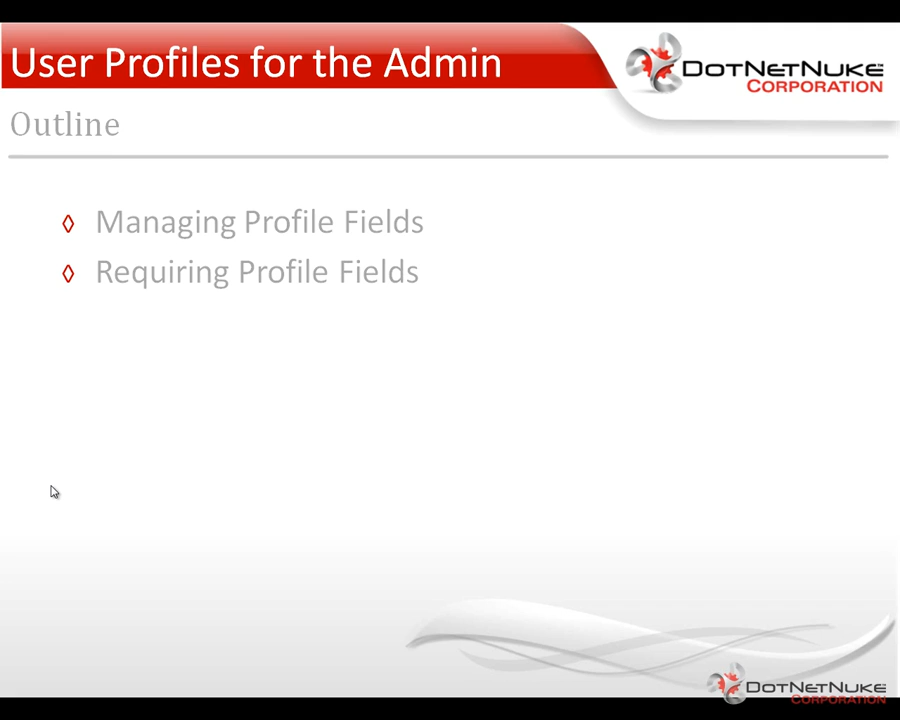 User Profiles for the Admin
DOTNETNUKE
CORPORATION
Outline
Managing Profile Fields
Requiring Profile Fields
DOTNETNUKE
CORPORATION